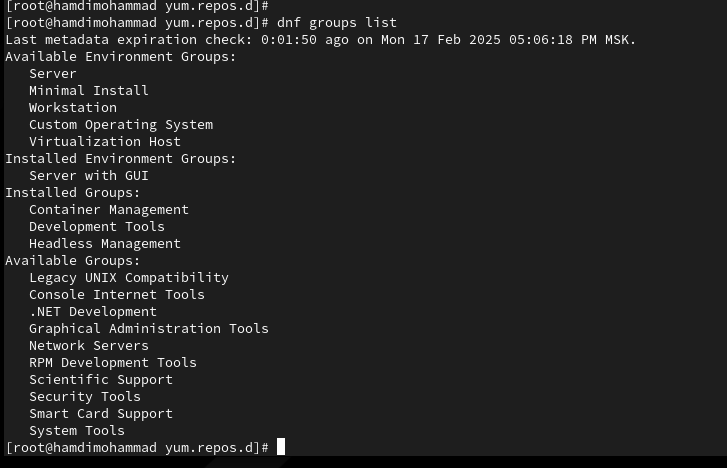 [root@hamdimohammad yum.repos.d]#
[root@hamdimohammad yum.repos.d]# dnf groups list
Last metadata expiration check: 0:01:50 ago on Mon 17 Feb 2025 05:06:18 PM MSK.
Available Environment Groups:
   Server
   Minimal Install
   Workstation
   Custom Operating System
   Virtualization Host
Installed Environment Groups:
   Server with GUI
Installed Groups:
   Container Management
   Development Tools
   Headless Management
Available Groups:
   Legacy UNIX Compatibility
   Console Internet Tools
   .NET Development
   Graphical Administration Tools
   Network Servers
   RPM Development Tools
   Scientific Support
   Security Tools
   Smart Card Support
   System Tools
[root@hamdimohammad yum.repos.d]#